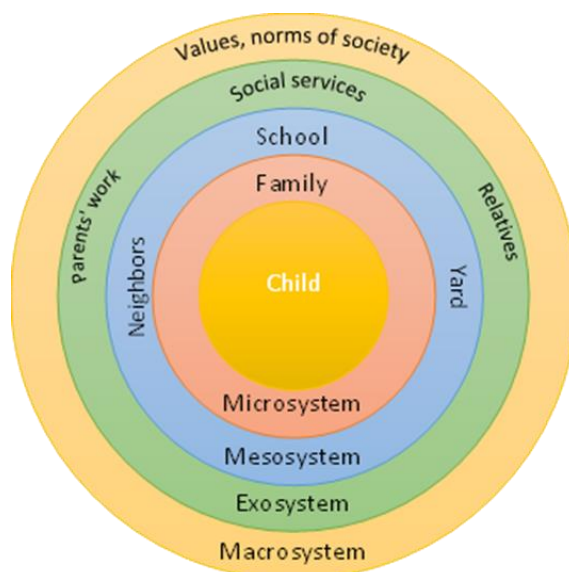 Values, norms of society
Social services
School
Family
Parents' work
Neighbors
Child
Yard
Relatives
Microsystem
Mesosystem
Exosystem
Macrosystem